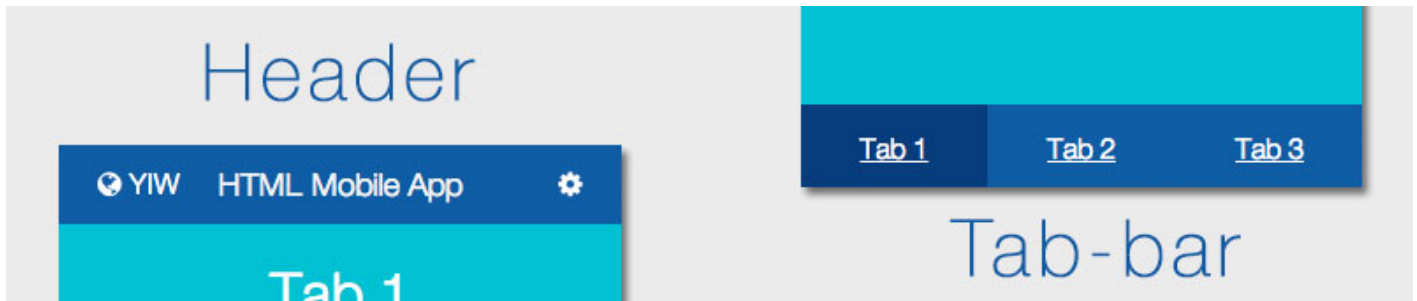 Header
YIW HTML Mobile App
Tab 1
Tab 1 Tab 2 Tab 3
Tab-bar